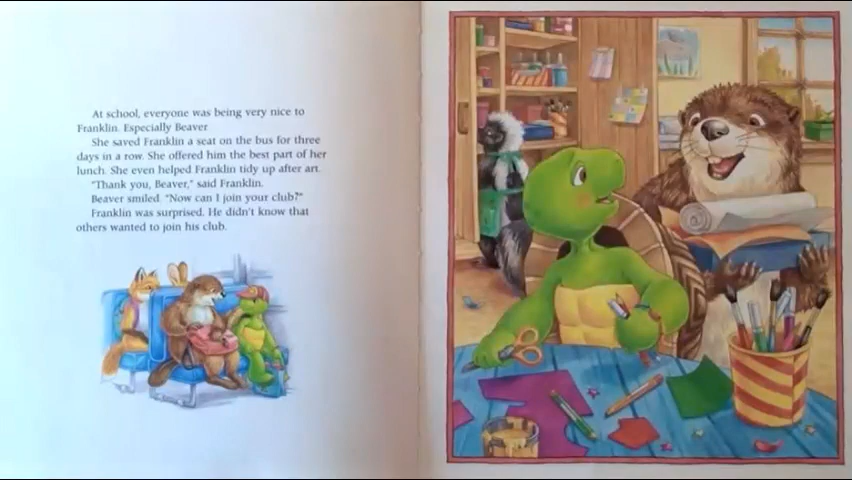 At school, everyone was being very nice to
Franklin. Especially Beaver
She saved Franklin a seat on the bus for three
days in a row. She offered him the best part of her
lunch. She even helped Franklin tidy up after art.
"Thank you, Beaver," said Franklin.
Beaver smiled. "Now can I join your club?"
Franklin was surprised. He didn't know that
others wanted to join his club.